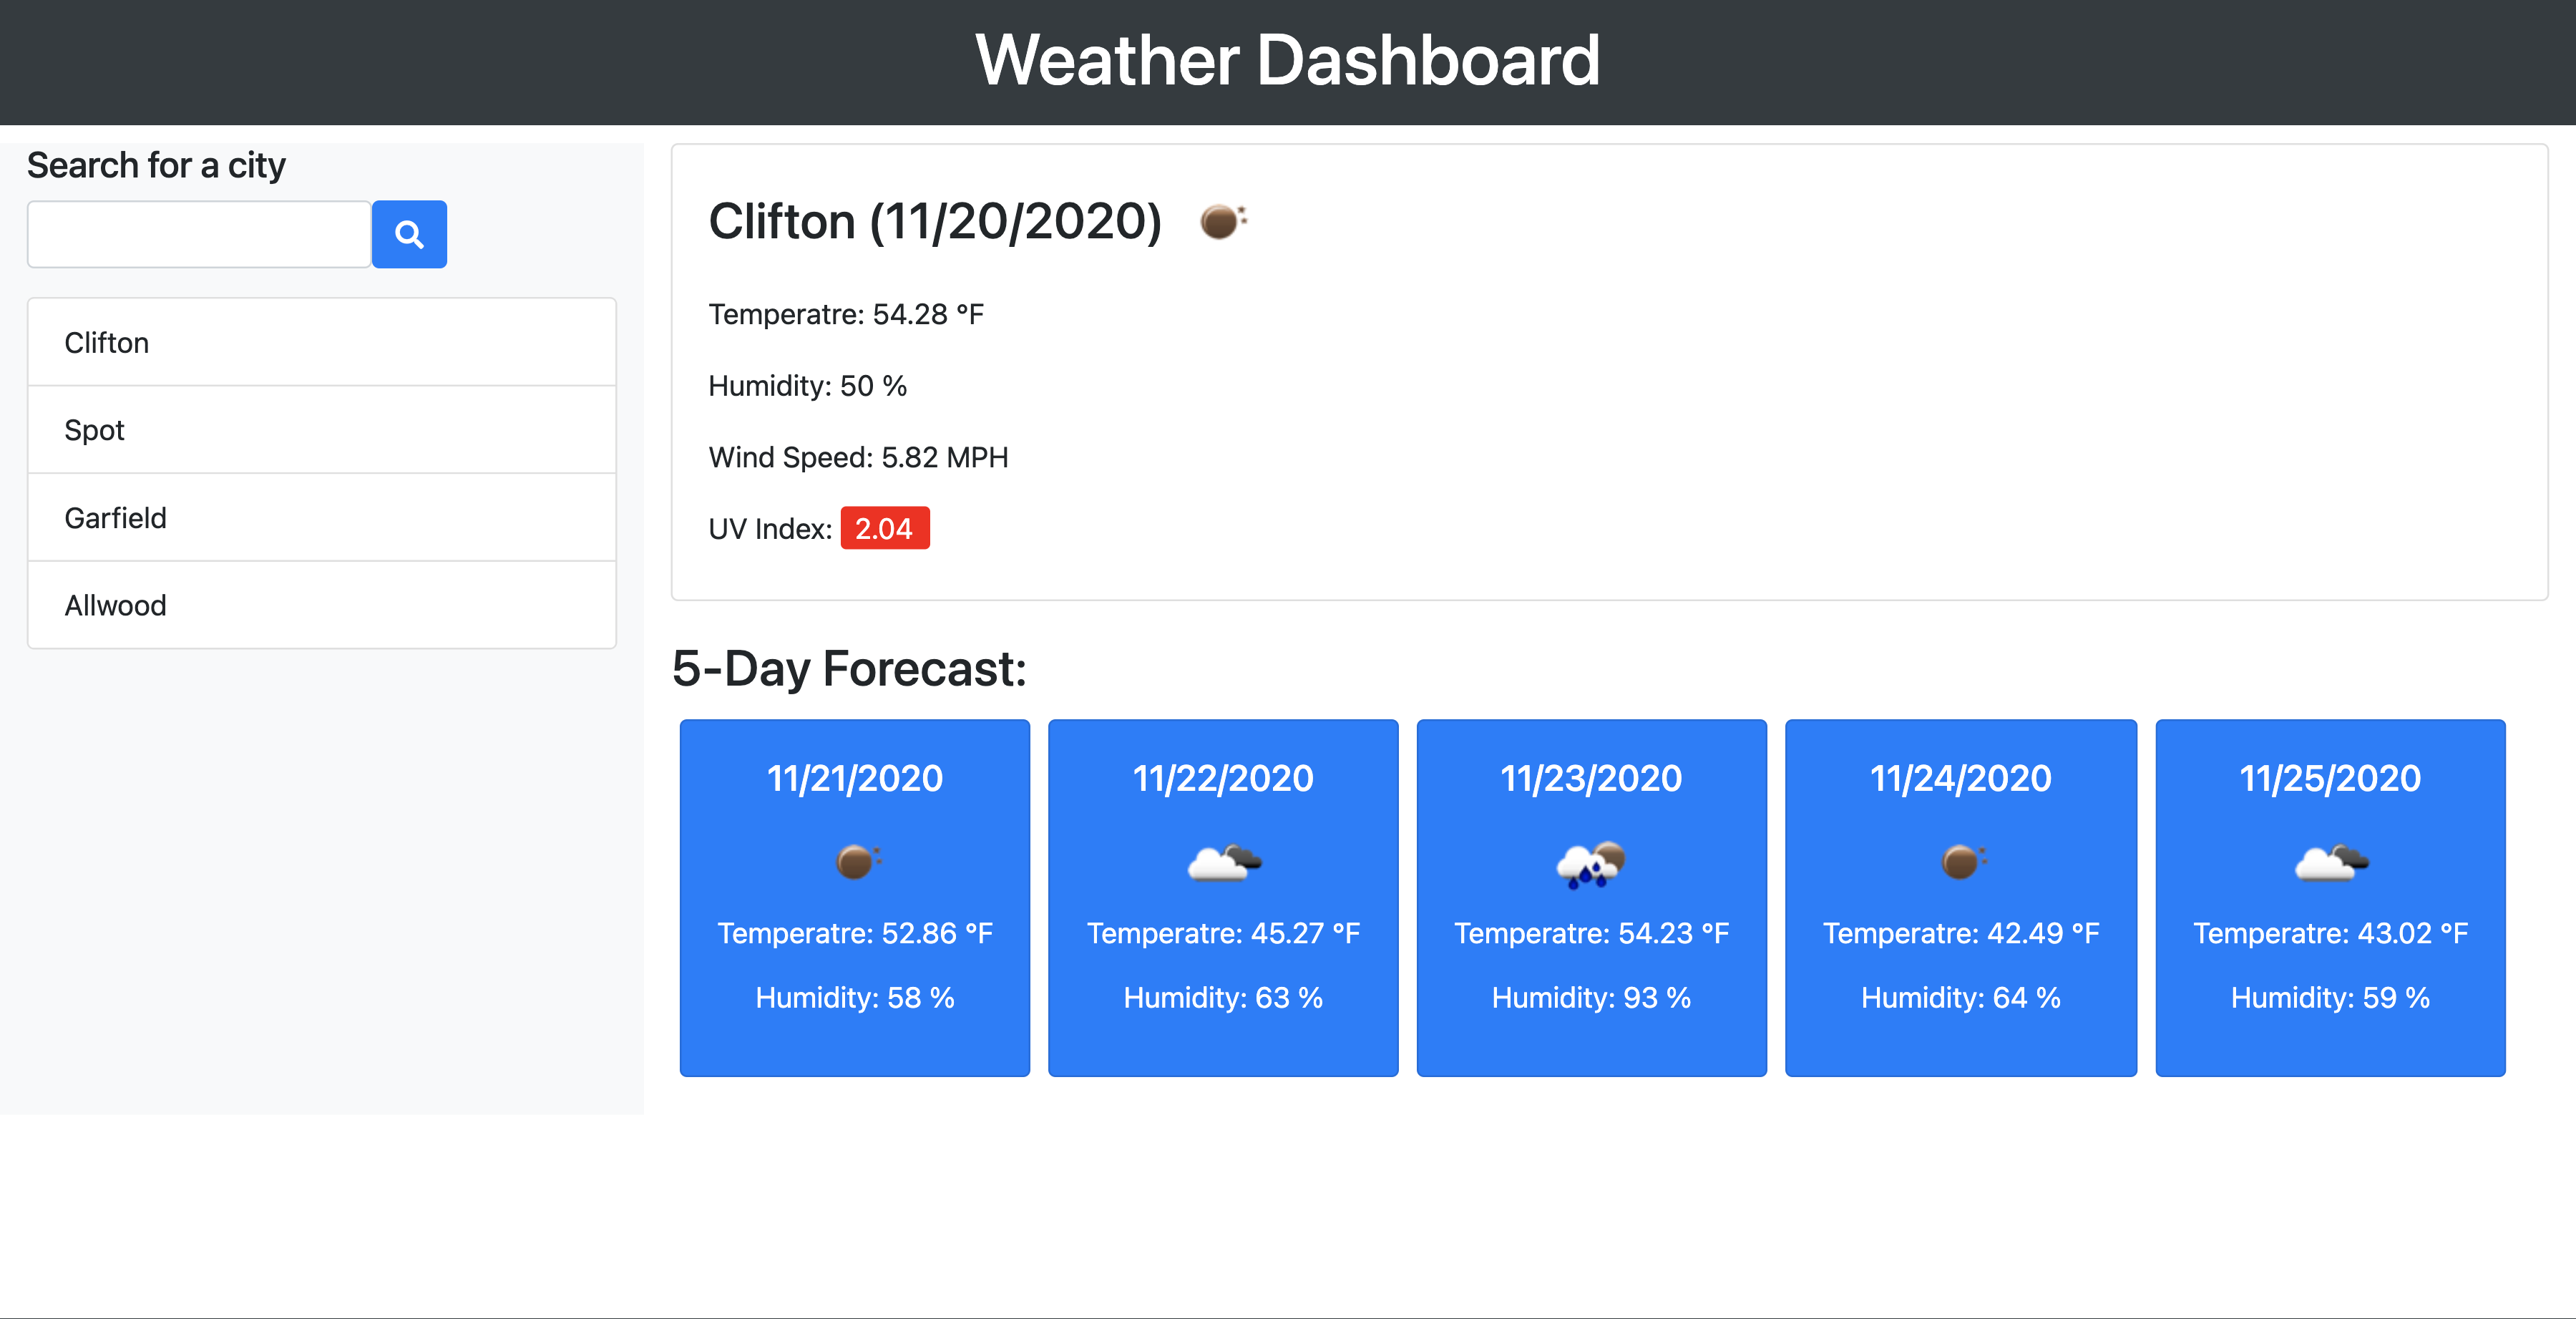 Weather Dashboard
Search for a city
Clifton
Spot
Garfield
Allwood
Clifton (11/20/2020)
Temperatre: 54.28 °F
Humidity: 50 %
Wind Speed: 5.82 MPH
UV Index: 2.04
5-Day Forecast:
11/21/2020
Temperatre: 52.86 °F
Humidity: 58 %
11/22/2020
Temperatre: 45.27 °F
Humidity: 63 %
11/23/2020
Temperatre: 54.23 °F
Humidity: 93 %
11/24/2020
Temperatre: 42.49 °F
Humidity: 64 %
11/25/2020
Temperatre: 43.02 °F
Humidity: 59 %